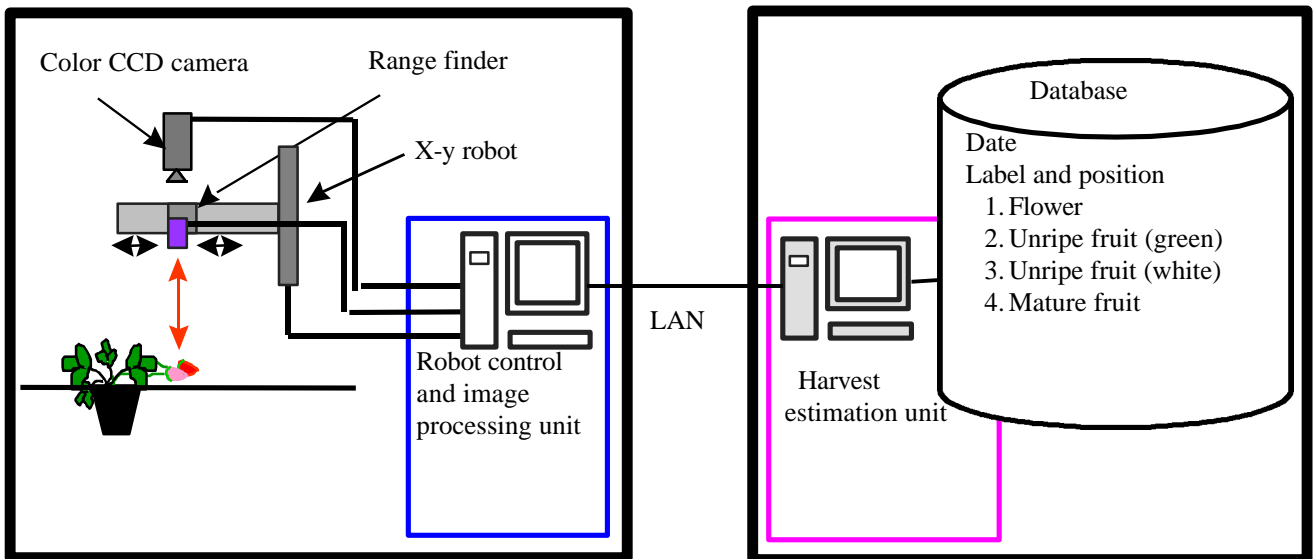 Color CCD camera
Range finder
X-y robot
Robot control
and image
processing unit
LAN
Harvest
estimation unit
Database
Date
Label and position
1. Flower
2. Unripe fruit (green)
3. Unripe fruit (white)
4. Mature fruit